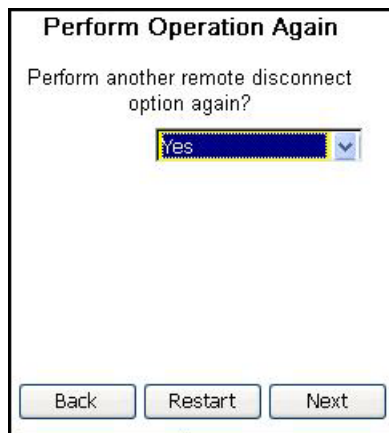 Perform Operation Again
Perform another remote disconnect
option again?
Yes
Back
Restart
Next